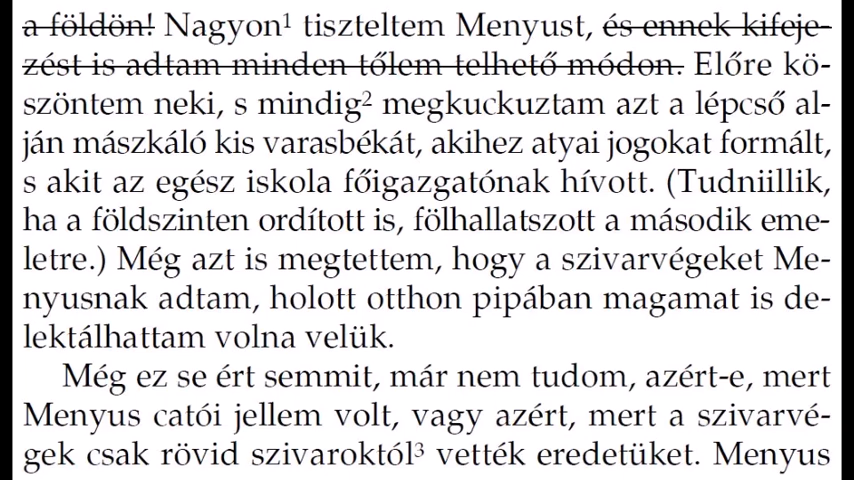 a földön! Nagyon¹ tiszteltem Menyust, és ennek kifeje-
zést is adtam minden tőlem telhető módon. Előre kö-
szöntem neki, s mindig² megkuckuztam azt a lépcső al-
ján mászkáló kis varasbékát, akihez atyai jogokat formált,
s akit az egész iskola főigazgatónak hívott. (Tudniillik,
ha a földszinten ordított is, fölhallatszott a második eme-
letre.) Még azt is megtettem, hogy a szivarvégeket Me-
nyusnak adtam, holott otthon pipában magamat is de-
lektálhattam volna velük.
Még ez se ért semmit, már nem tudom, azért-e, mert
Menyus catói jellem volt, vagy azért, mert a szivarvé-
gek csak rövid szivaroktól³ vették eredetüket. Menyus